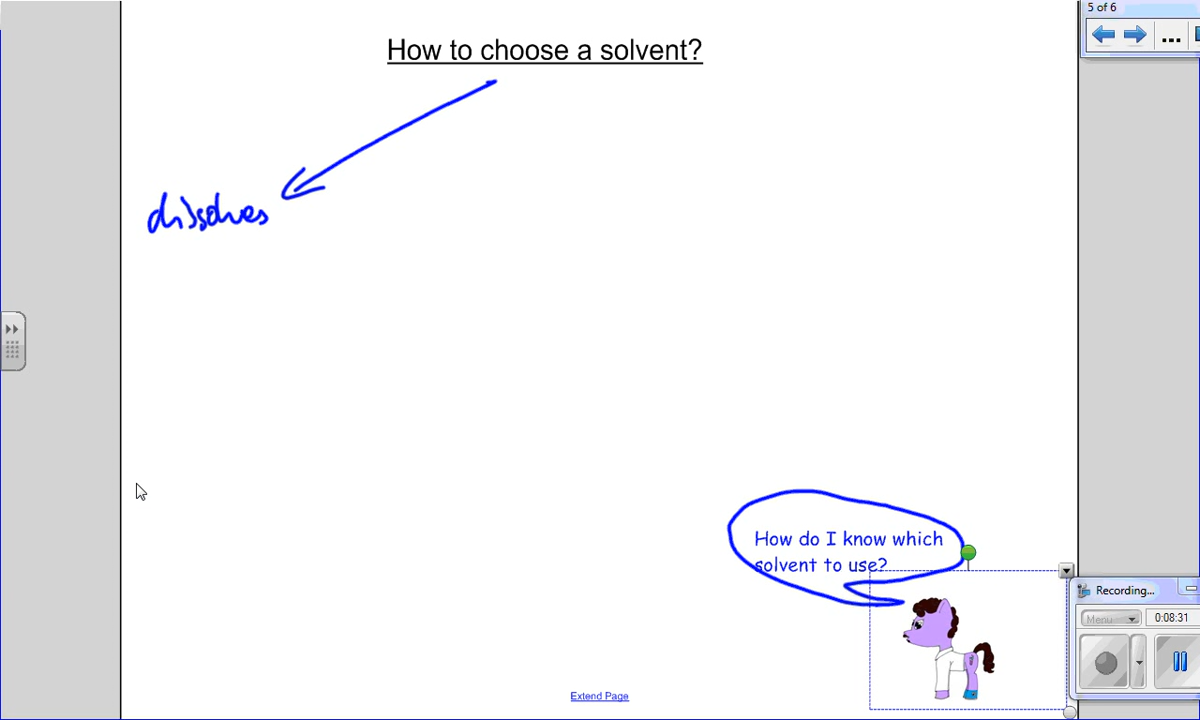 5 of 6
How to choose a solvent?
dissolves
How do I know which
solvent to use?
Recording...
Menu
0:08:31
Extend Page